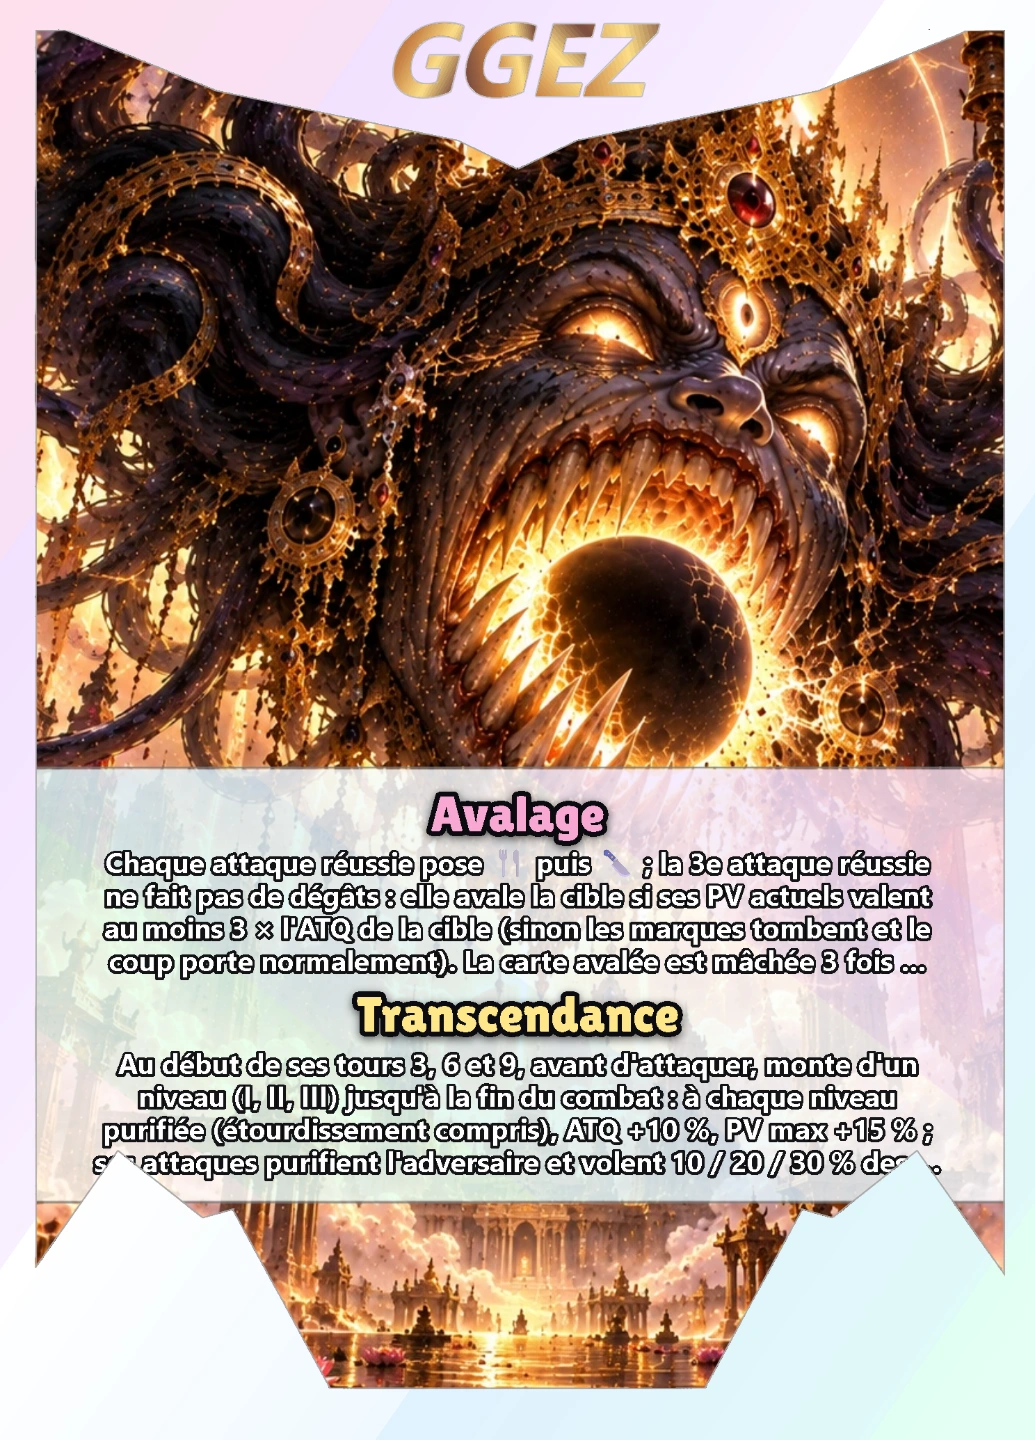 GGEZ
Avalage
Chaque attaque réussie pose 🍴 puis 🔪 ; la 3e attaque réussie
ne fait pas de dégâts : elle avale la cible si ses PV actuels valent
au moins 3 × l'ATQ de la cible (sinon les marques tombent et le
coup porte normalement). La carte avalée est mâchée 3 fois ...
Transcendance
Au début de ses tours 3, 6 et 9, avant d'attaquer, monte d'un
niveau (I, II, III) jusqu'à la fin du combat : à chaque niveau
purifiée (étourdissement compris), ATQ +10 %, PV max +15 % ;
attaques purifient l'adversaire et volent 10 / 20 / 30 %